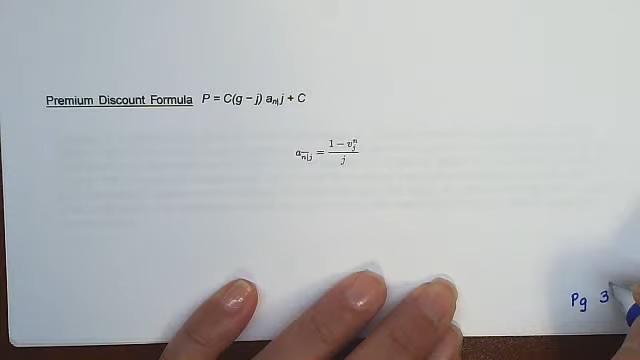 Premium Discount Formula P = C(g − j) a_n| j + C
a_n|j = (1 − v_j^n) / j
Pg 3